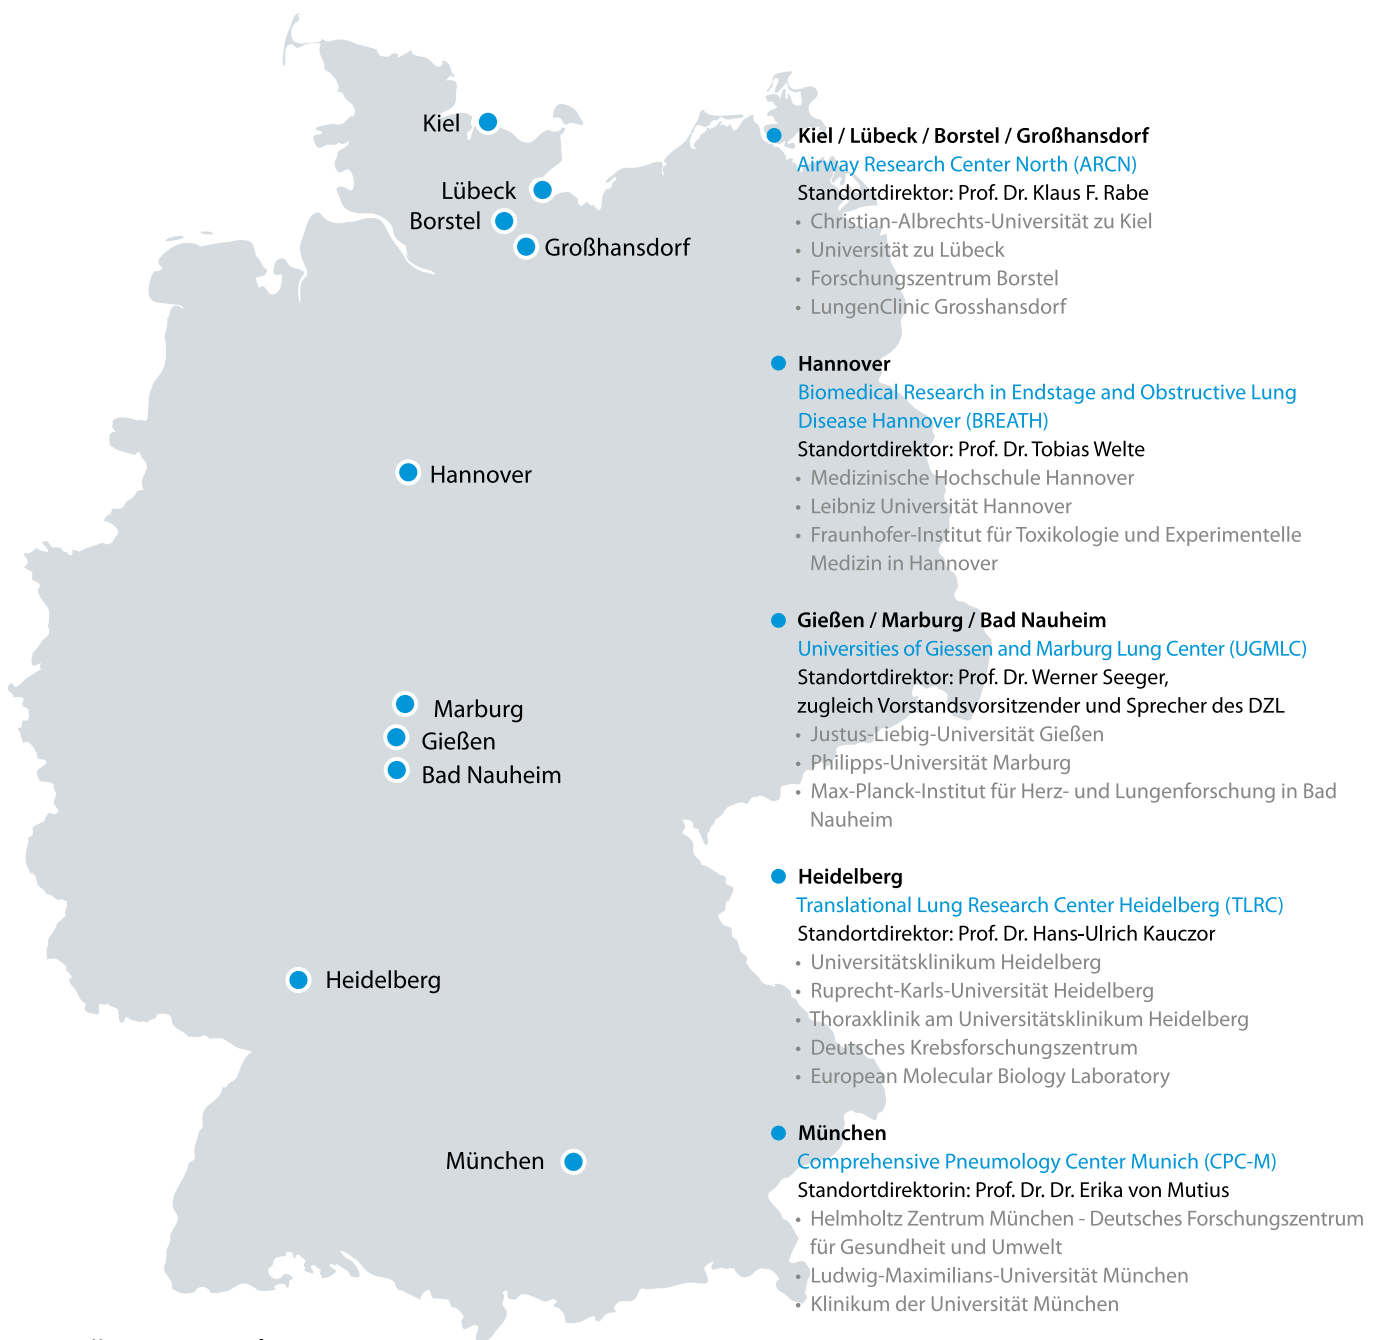 Kiel
Lübeck
Borstel
Großhansdorf
Hannover
Marburg
Gießen
Bad Nauheim
Heidelberg
München
Kiel / Lübeck / Borstel / Großhansdorf
Airway Research Center North (ARCN)
Standortdirektor: Prof. Dr. Klaus F. Rabe
• Christian-Albrechts-Universität zu Kiel
• Universität zu Lübeck
• Forschungszentrum Borstel
• LungenClinic Grosshansdorf
Hannover
Biomedical Research in Endstage and Obstructive Lung
Disease Hannover (BREATH)
Standortdirektor: Prof. Dr. Tobias Welte
• Medizinische Hochschule Hannover
• Leibniz Universität Hannover
• Fraunhofer-Institut für Toxikologie und Experimentelle
Medizin in Hannover
Gießen / Marburg / Bad Nauheim
Universities of Giessen and Marburg Lung Center (UGMLC)
Standortdirektor: Prof. Dr. Werner Seeger,
zugleich Vorstandsvorsitzender und Sprecher des DZL
• Justus-Liebig-Universität Gießen
• Philipps-Universität Marburg
• Max-Planck-Institut für Herz- und Lungenforschung in Bad
Nauheim
Heidelberg
Translational Lung Research Center Heidelberg (TLRC)
Standortdirektor: Prof. Dr. Hans-Ulrich Kauczor
• Universitätsklinikum Heidelberg
• Ruprecht-Karls-Universität Heidelberg
• Thoraxklinik am Universitätsklinikum Heidelberg
• Deutsches Krebsforschungszentrum
• European Molecular Biology Laboratory
München
Comprehensive Pneumology Center Munich (CPC-M)
Standortdirektorin: Prof. Dr. Dr. Erika von Mutius
• Helmholtz Zentrum München - Deutsches Forschungszentrum
für Gesundheit und Umwelt
• Ludwig-Maximilians-Universität München
• Klinikum der Universität München